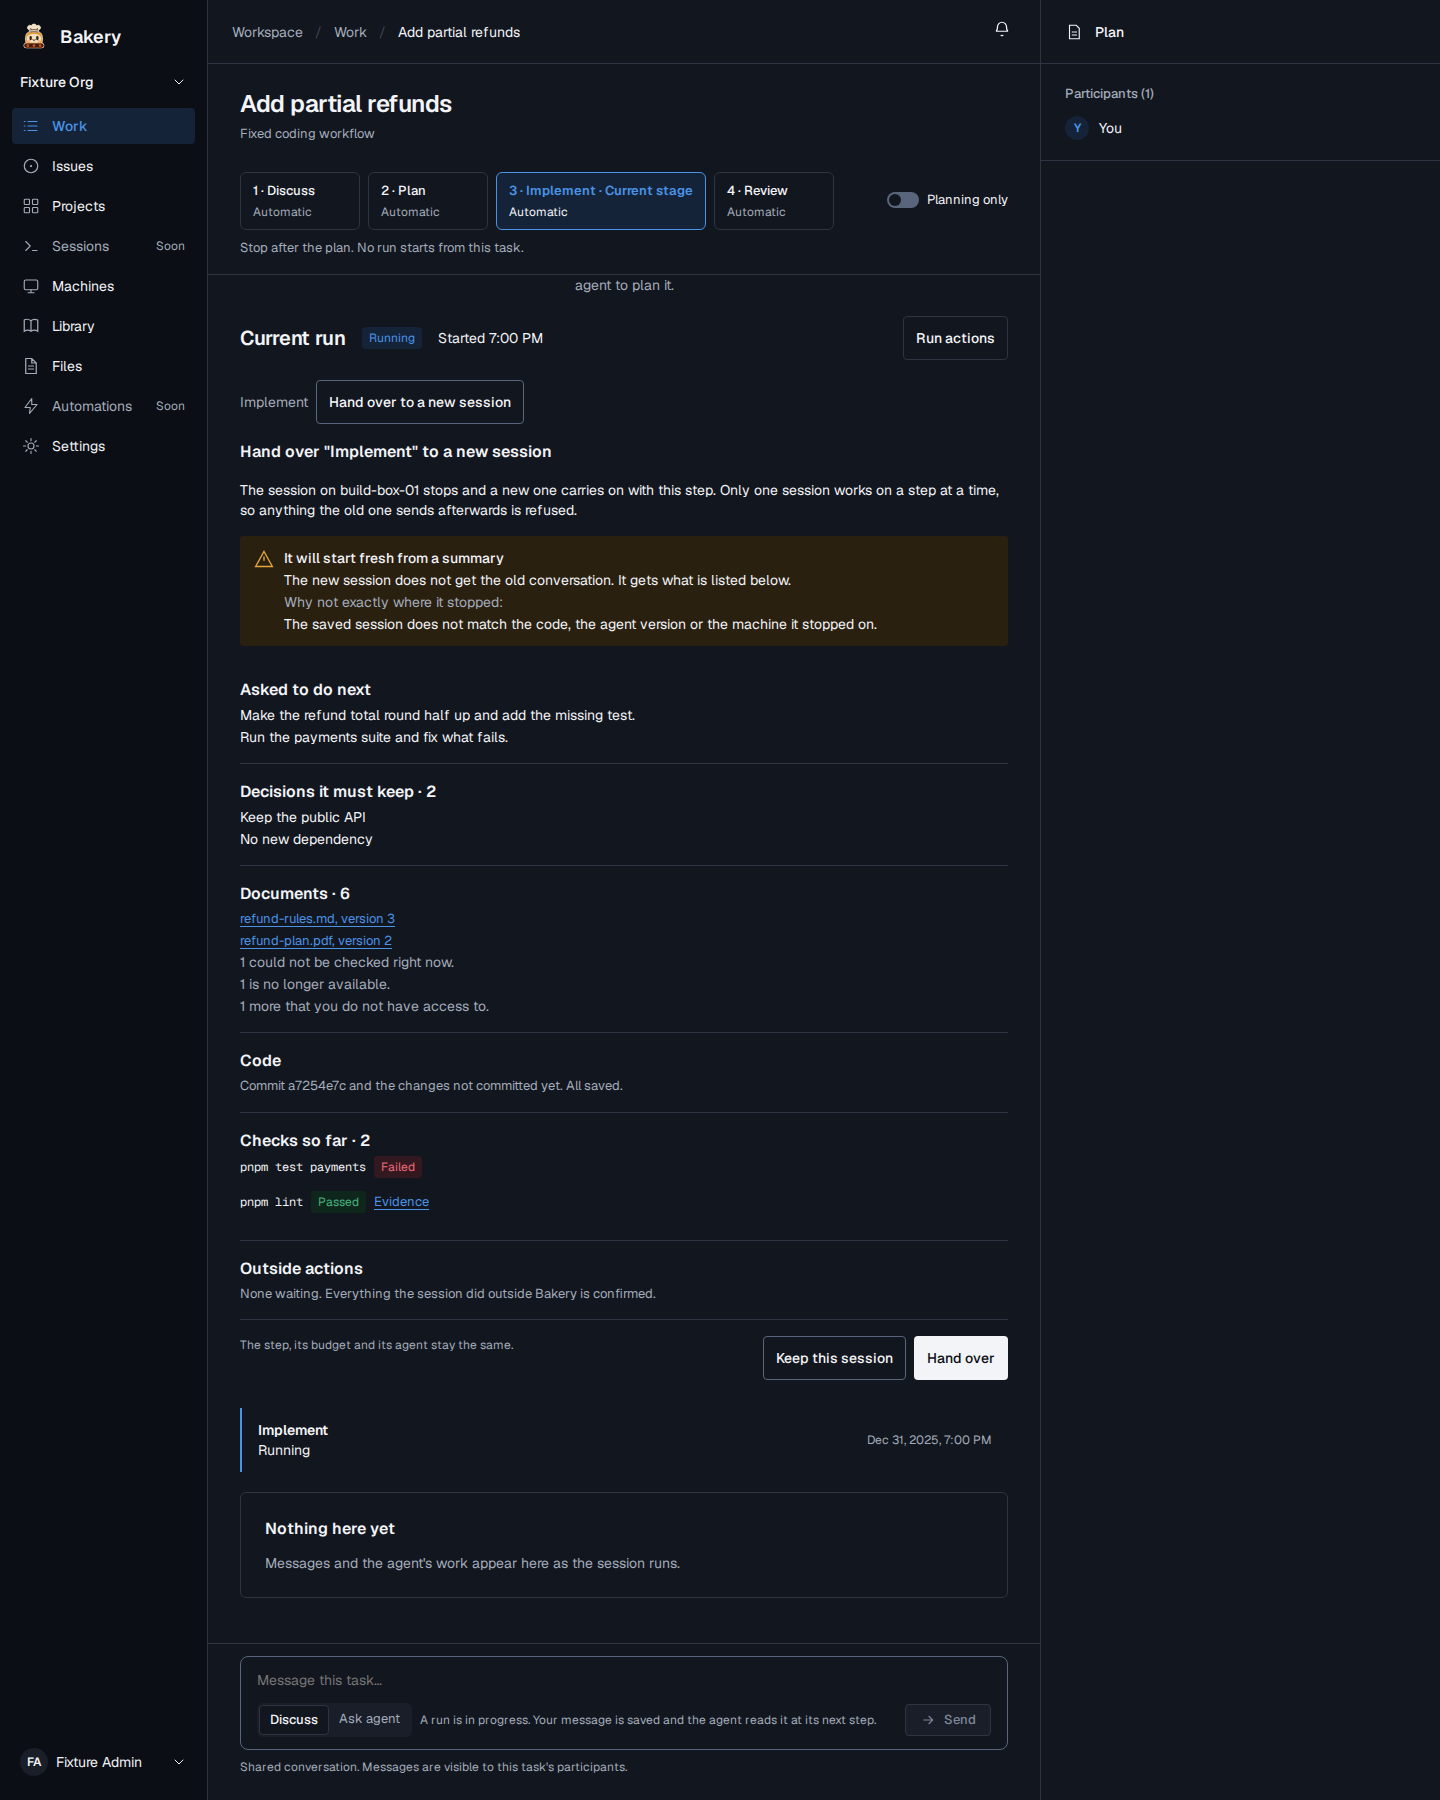 Bakery
Fixture Org
Work
Issues
Projects
Sessions Soon
Machines
Library
Files
Automations Soon
Settings
FA Fixture Admin
Workspace / Work / Add partial refunds
Add partial refunds
Fixed coding workflow
1 · Discuss
Automatic
2 · Plan
Automatic
3 · Implement · Current stage
Automatic
4 · Review
Automatic
Planning only
Stop after the plan. No run starts from this task.
agent to plan it.
Current run Running Started 7:00 PM Run actions
Implement Hand over to a new session
Hand over "Implement" to a new session
The session on build-box-01 stops and a new one carries on with this step. Only one session works on a step at a time,
so anything the old one sends afterwards is refused.
It will start fresh from a summary
The new session does not get the old conversation. It gets what is listed below.
Why not exactly where it stopped:
The saved session does not match the code, the agent version or the machine it stopped on.
Asked to do next
Make the refund total round half up and add the missing test.
Run the payments suite and fix what fails.
Decisions it must keep · 2
Keep the public API
No new dependency
Documents · 6
refund-rules.md, version 3
refund-plan.pdf, version 2
1 could not be checked right now.
1 is no longer available.
1 more that you do not have access to.
Code
Commit a7254e7c and the changes not committed yet. All saved.
Checks so far · 2
pnpm test payments Failed
pnpm lint Passed Evidence
Outside actions
None waiting. Everything the session did outside Bakery is confirmed.
The step, its budget and its agent stay the same. Keep this session Hand over
Implement
Running
Dec 31, 2025, 7:00 PM
Nothing here yet
Messages and the agent's work appear here as the session runs.
Message this task...
Discuss Ask agent A run is in progress. Your message is saved and the agent reads it at its next step. Send
Shared conversation. Messages are visible to this task's participants.
Plan
Participants (1)
Y You